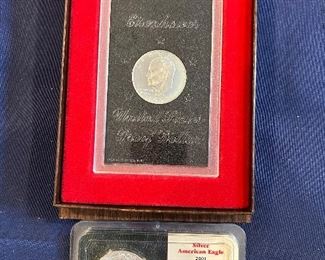 Eisenhower
United States
Proof Dollar
Silver
American Eagle
2001